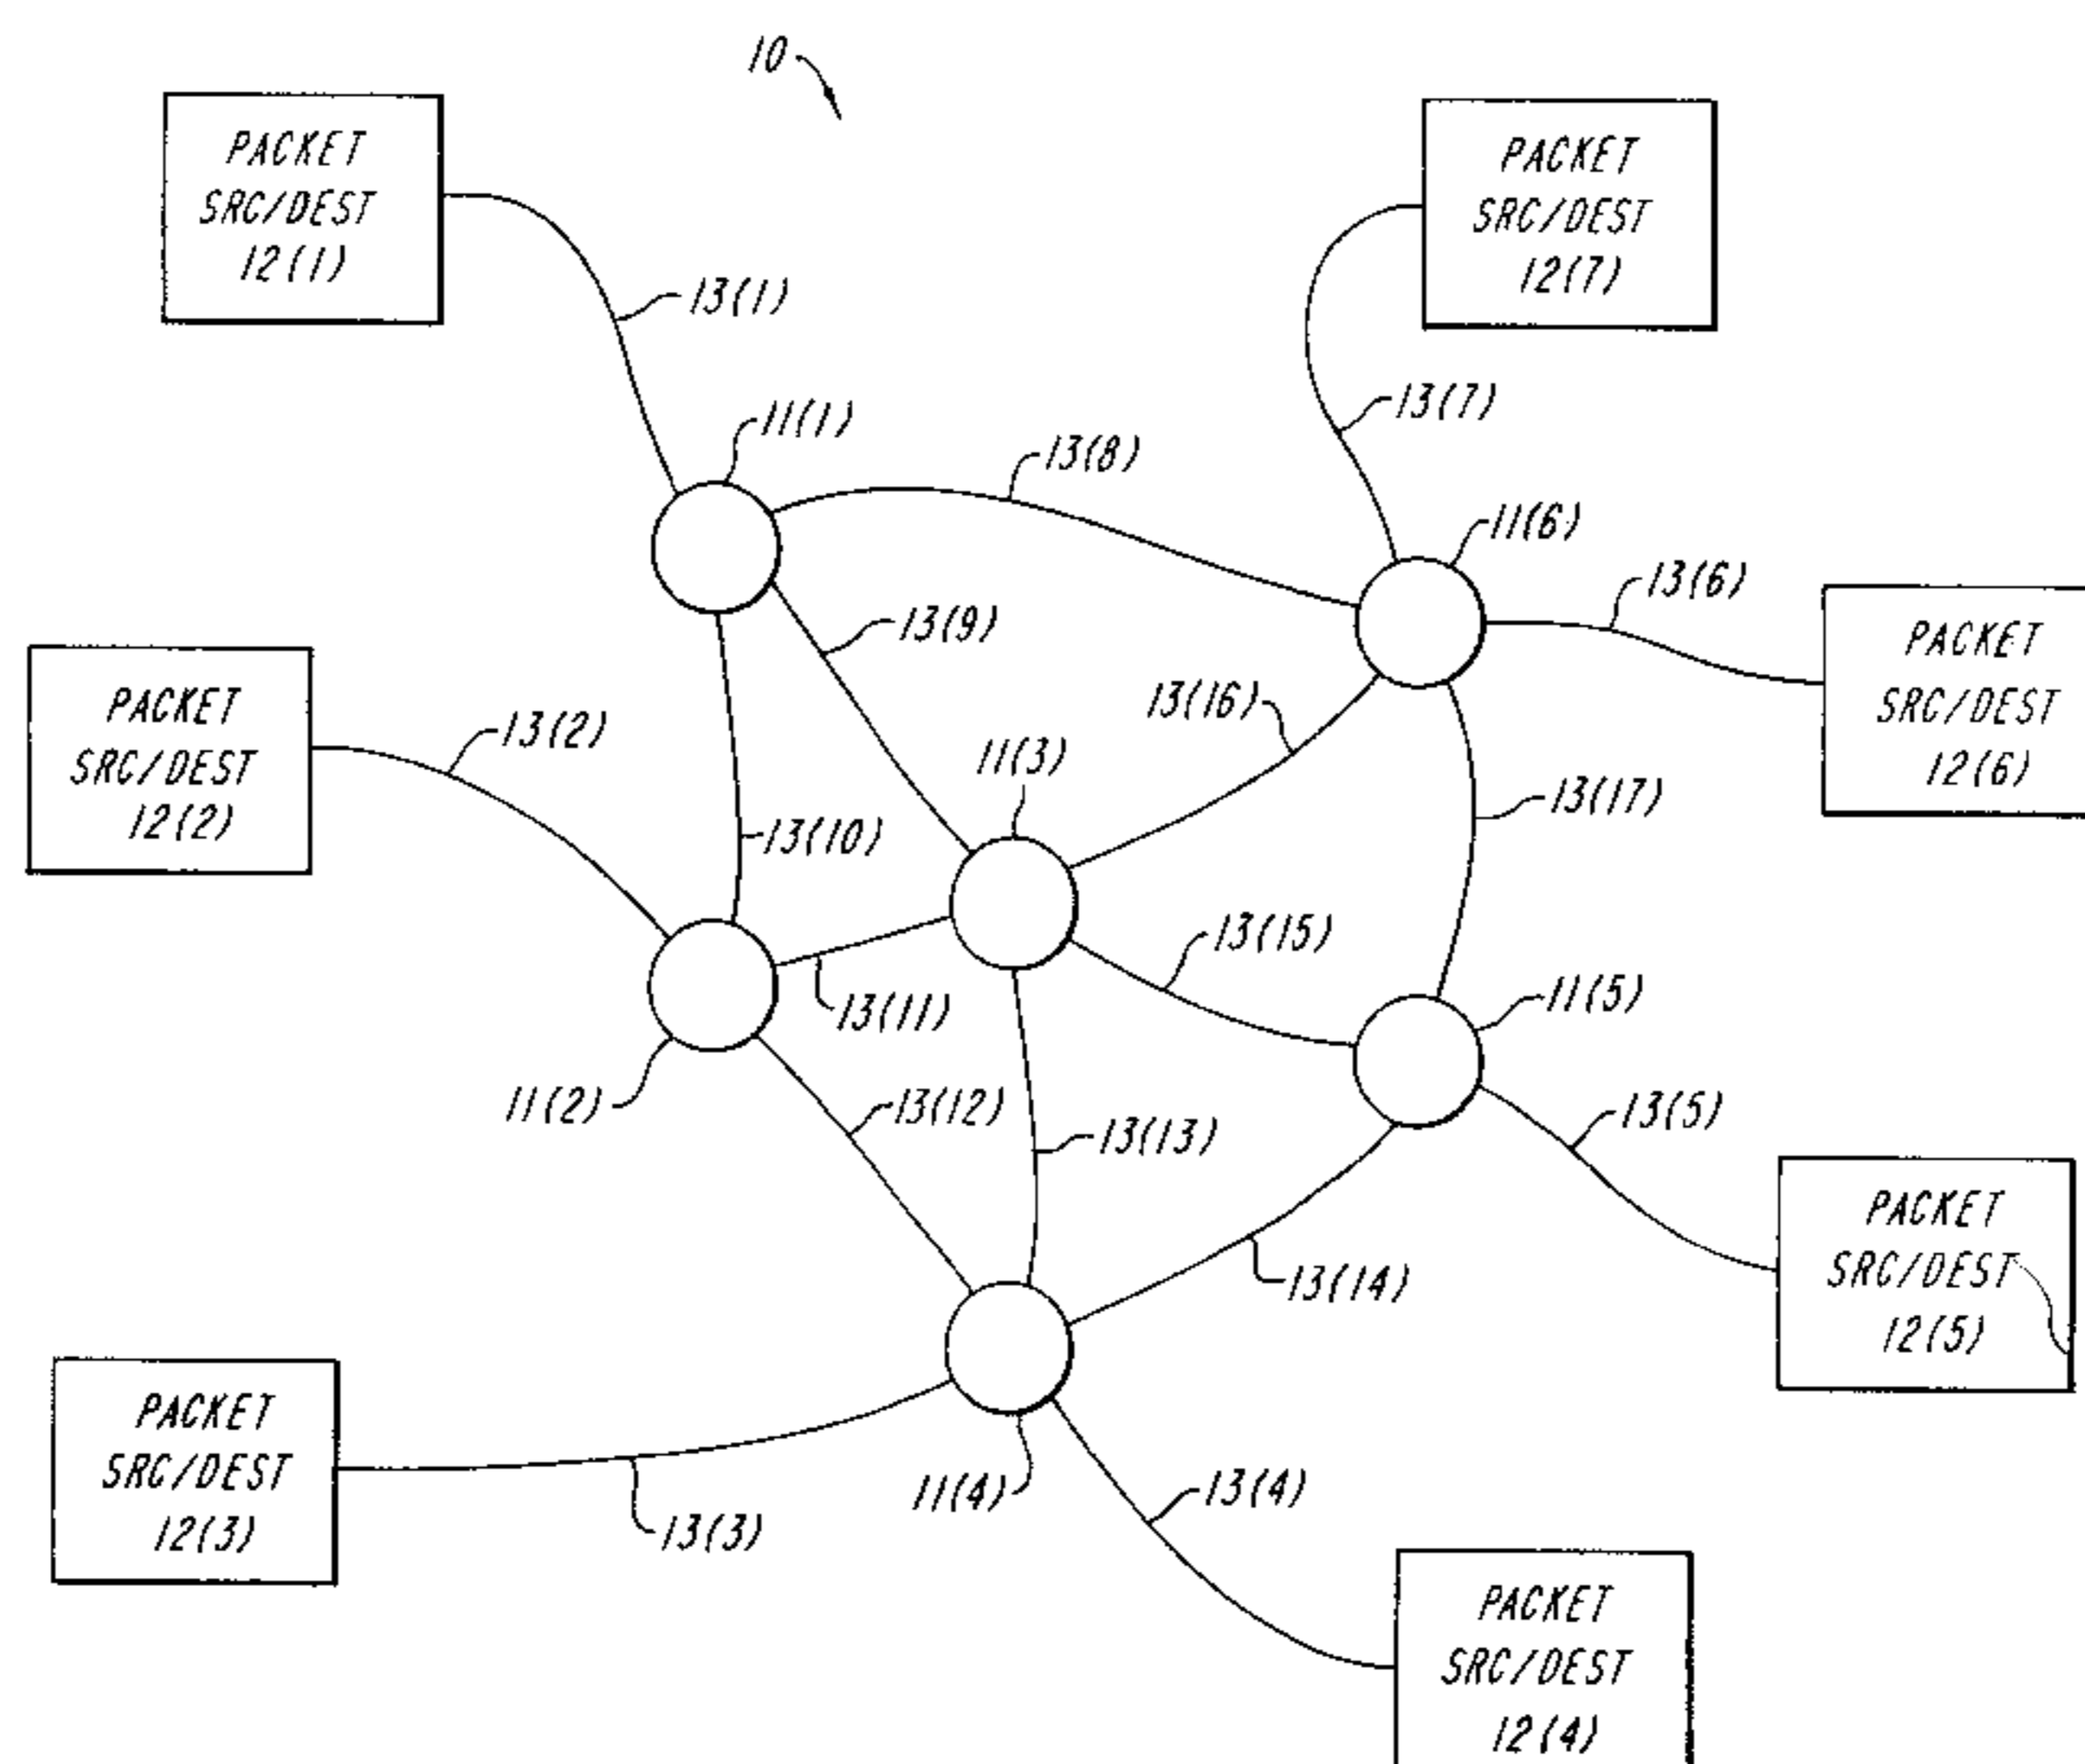 10
PACKET
SRC/DEST
12(1)
PACKET
SRC/DEST
12(7)
13(1)
13(7)
11(1)
13(8)
11(6)
13(6)
13(9)
PACKET
SRC/DEST
12(6)
PACKET
SRC/DEST
12(2)
13(2)
13(16)
11(3)
13(17)
13(10)
13(15)
11(5)
13(11)
11(2)
13(12)
13(13)
13(5)
PACKET
SRC/DEST
12(5)
13(14)
PACKET
SRC/DEST
12(3)
13(3)
11(4)
13(4)
PACKET
SRC/DEST
12(4)